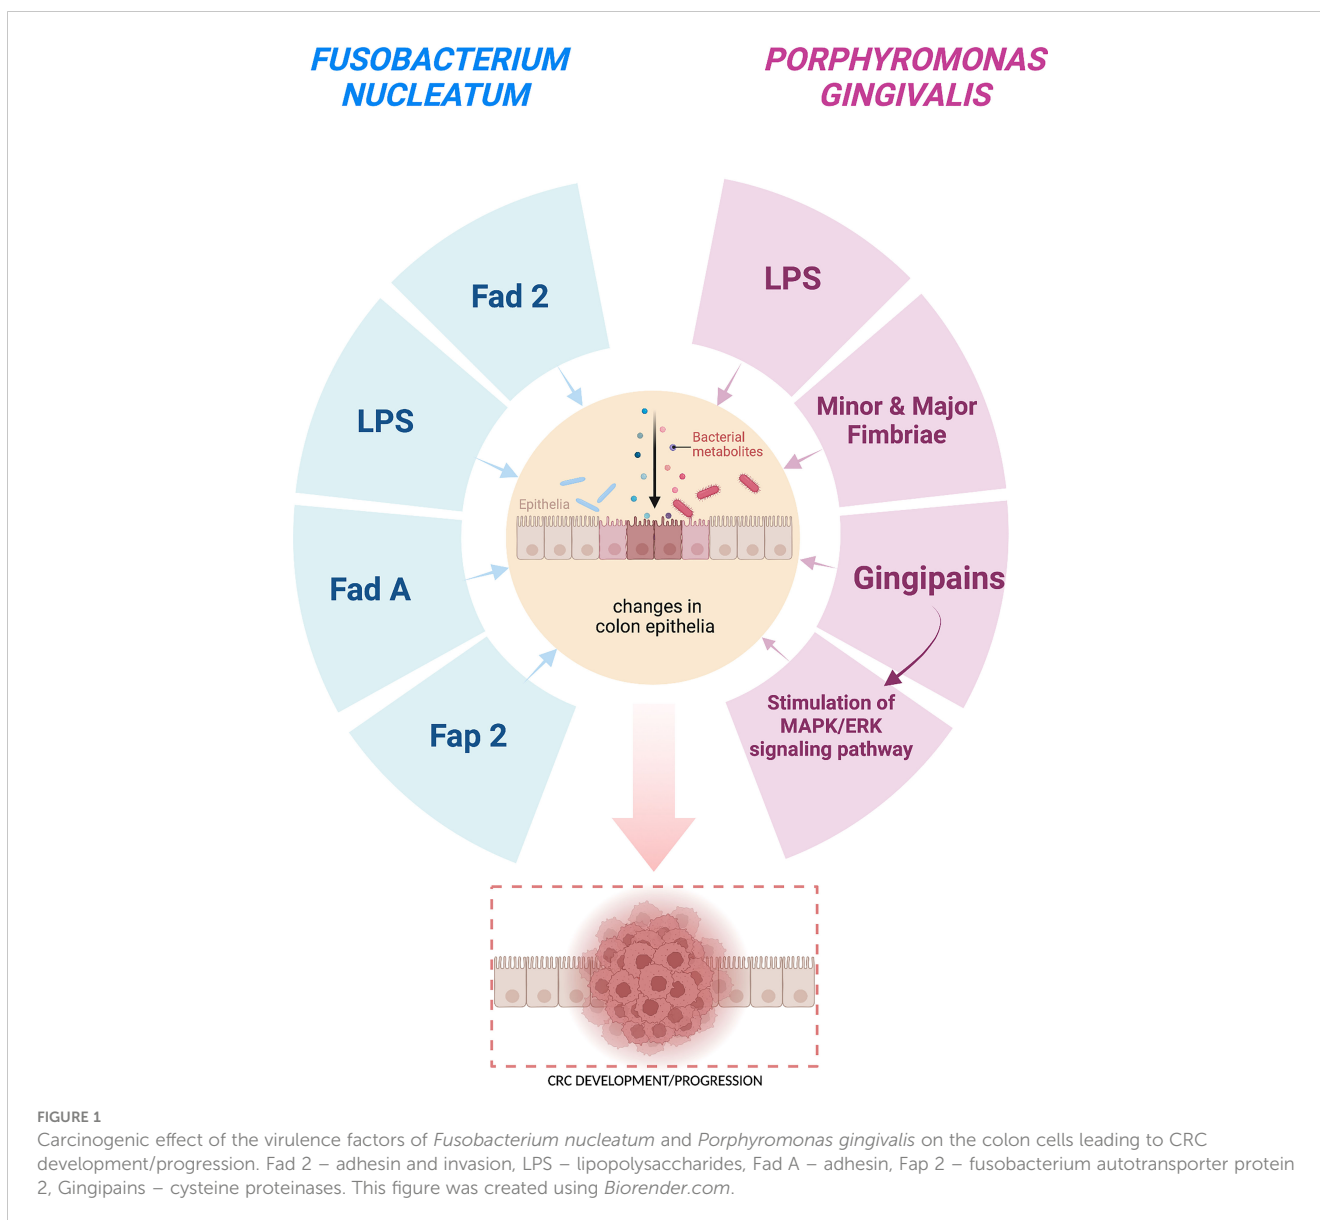 FUSOBACTERIUM
NUCLEATUM
PORPHYROMONAS
GINGIVALIS
Fad 2
LPS
Fad A
Fap 2
LPS
Minor & Major
Fimbriae
Gingipains
Stimulation of
MAPK/ERK
signaling pathway
Bacterial
metabolites
Epithelia
changes in
colon epithelia
CRC DEVELOPMENT/PROGRESSION
FIGURE 1
Carcinogenic effect of the virulence factors of Fusobacterium nucleatum and Porphyromonas gingivalis on the colon cells leading to CRC
development/progression. Fad 2 – adhesin and invasion, LPS – lipopolysaccharides, Fad A – adhesin, Fap 2 – fusobacterium autotransporter protein
2, Gingipains – cysteine proteinases. This figure was created using Biorender.com.